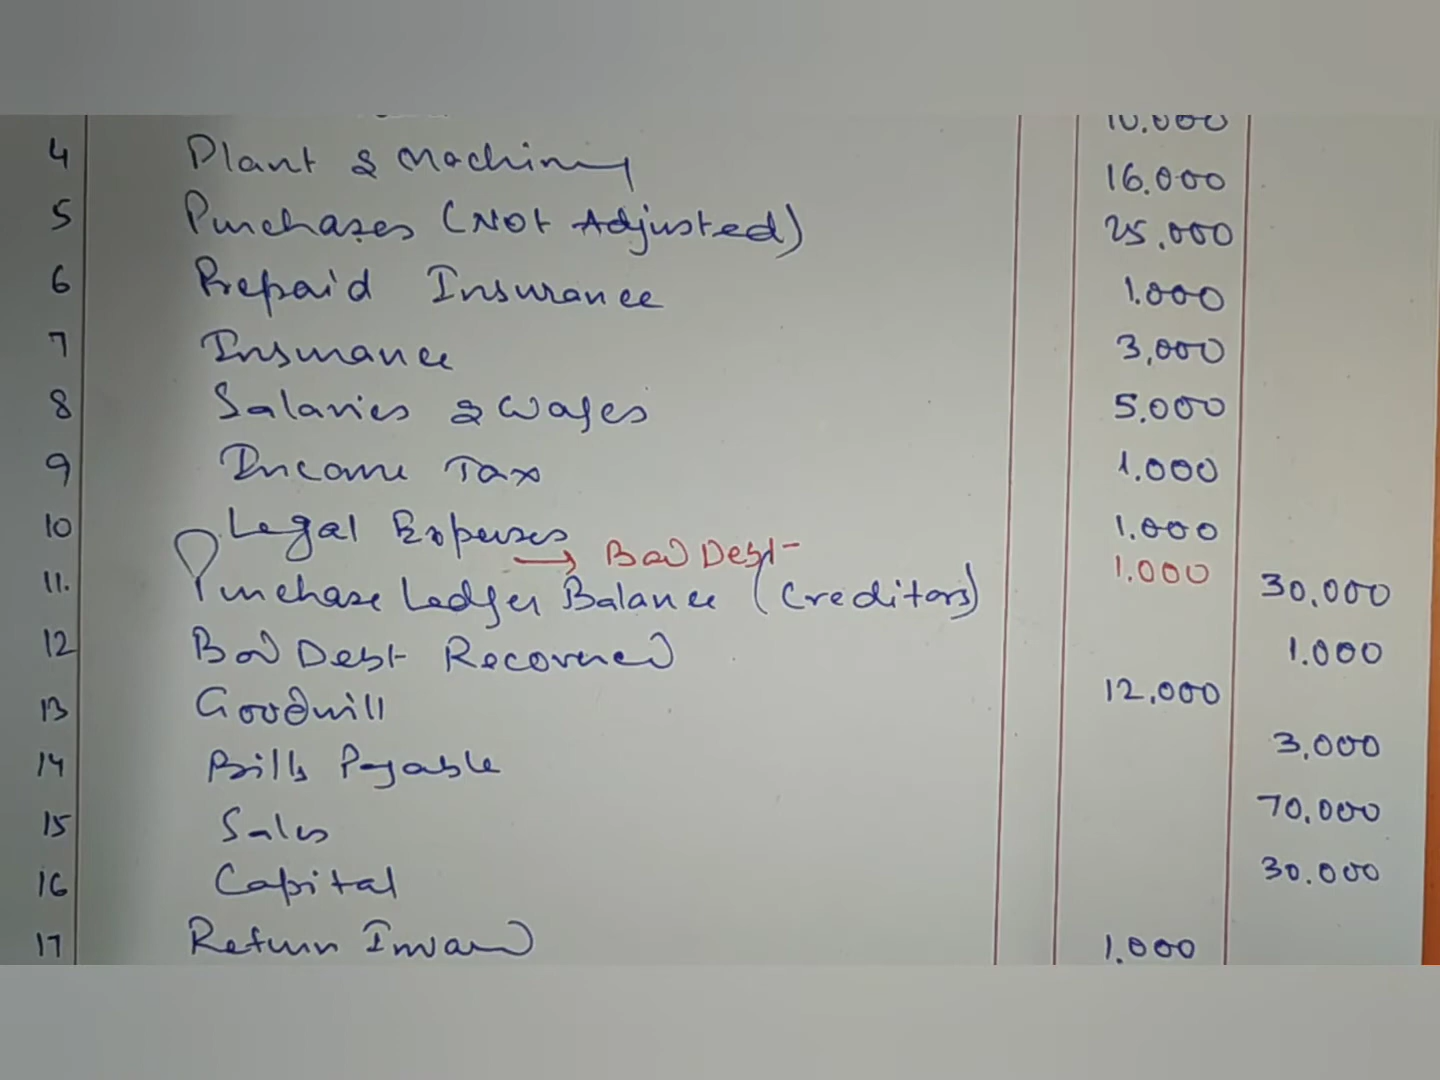 10.000
4 Plant & Machinery 16.000
5 Purchases (Not Adjusted) 25.000
6 Prepaid Insurance 1.000
7 Insurance 3,000
8 Salaries & Wages 5.000
9 Income Tax 1.000
10 Legal Expenses 1.000
→ Bad Debt 1.000
11. Purchase Ledger Balance (Creditors) 30.000
12 Bad Debt Recovered 1.000
13 Goodwill 12,000
14 Bills Payable 3.000
15 Sales 70.000
16 Capital 30.000
17 Return Inward 1.000